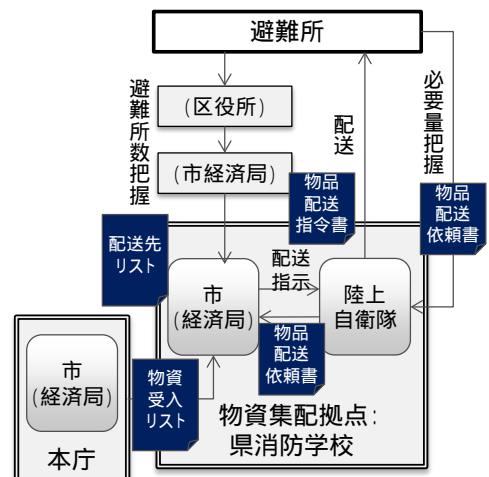 避難所
避難所数把握
(区役所)
(市経済局)
配送
必要量把握
物品
配送
指令書
物品
配送
依頼書
配送先
リスト
市
(経済局)
配送
指示
陸上
自衛隊
物品
配送
依頼書
市
(経済局)
本庁
物資
受入
リスト
物資集配拠点:
県消防学校